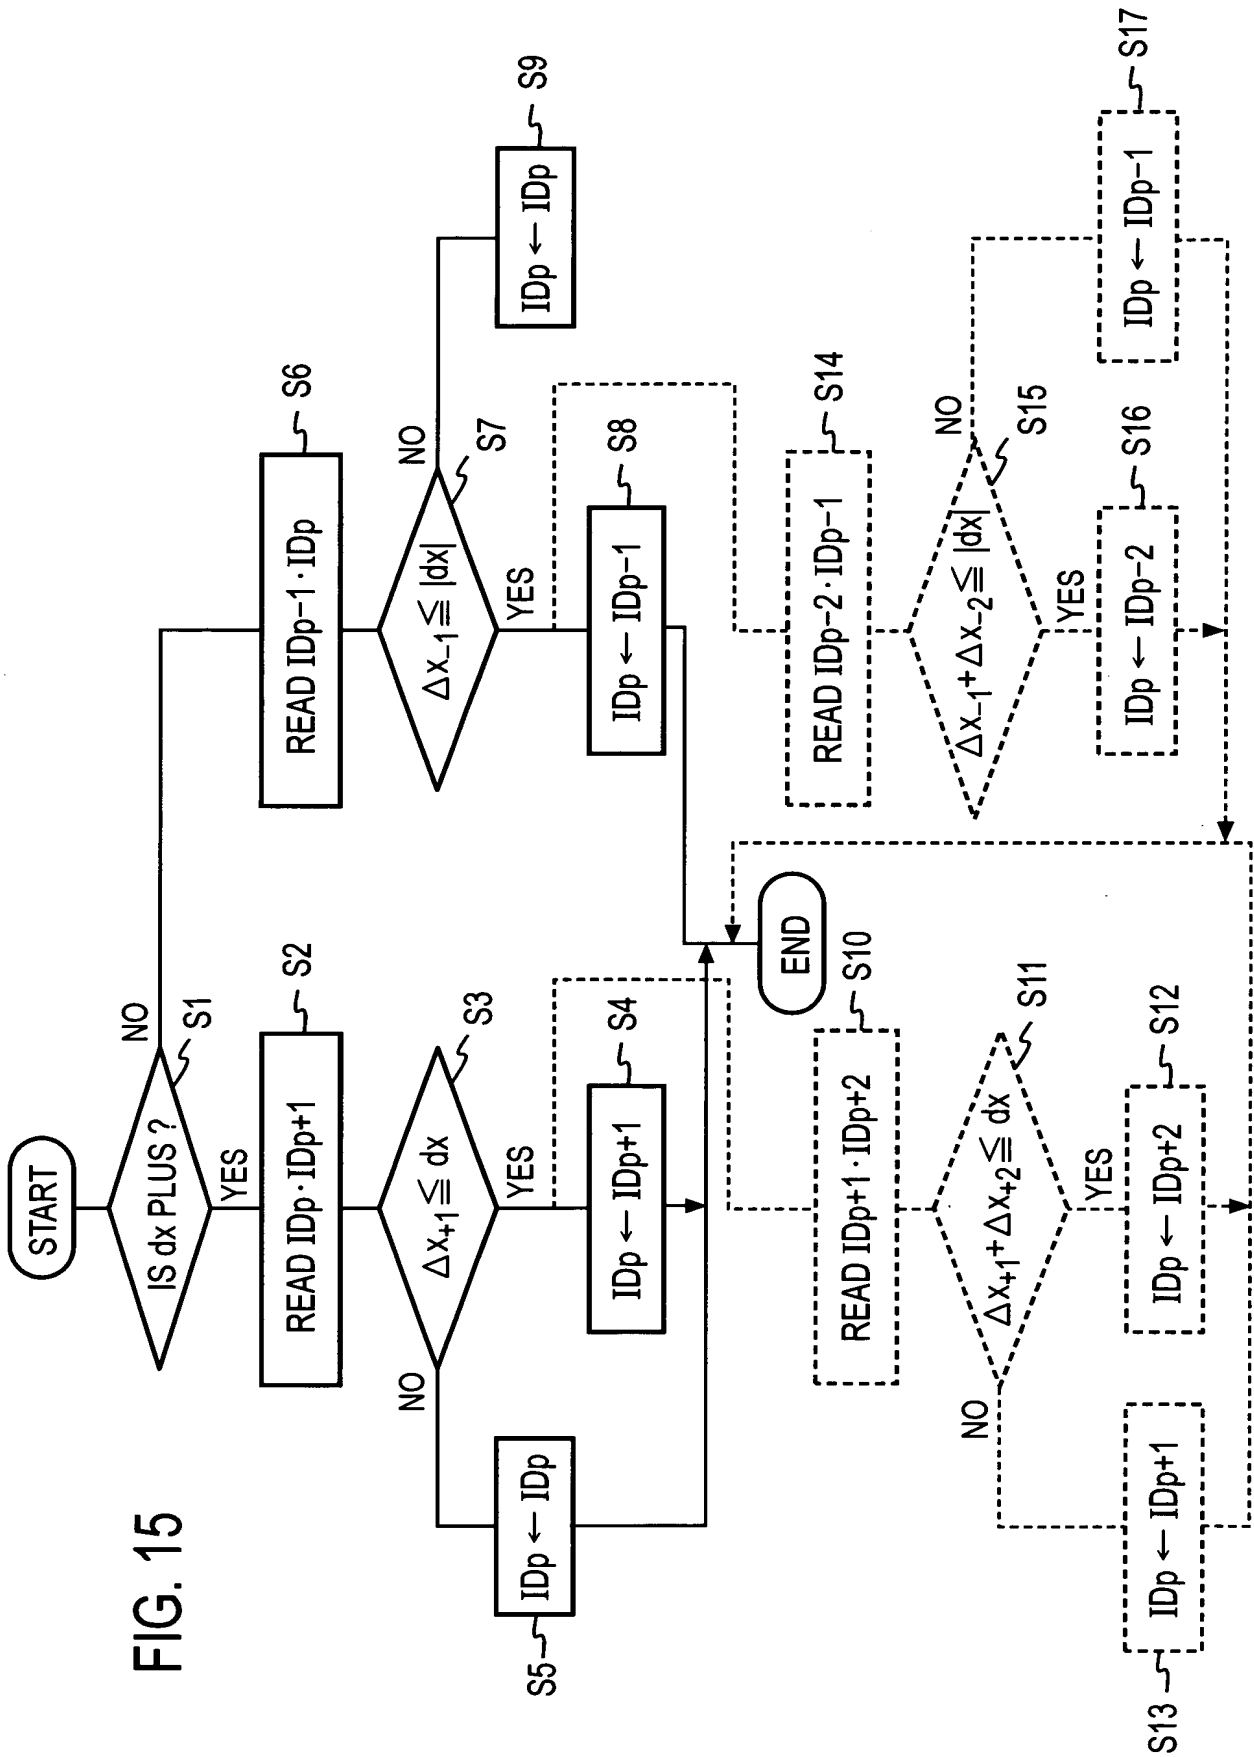 FIG. 15
START
IS dx PLUS ?
S1
NO
YES
READ IDp·IDp+1
S2
READ IDp-1·IDp
S6
Δx+1 ≦ dx
S3
NO
YES
Δx-1 ≦ |dx|
S7
NO
YES
IDp ← IDp
S5
IDp ← IDp+1
S4
IDp ← IDp-1
S8
IDp ← IDp
S9
END
READ IDp+1·IDp+2
S10
READ IDp-2·IDp-1
S14
Δx+1+Δx+2 ≦ dx
S11
NO
YES
Δx-1+Δx-2 ≦ |dx|
S15
NO
YES
IDp ← IDp+1
S13
IDp ← IDp+2
S12
IDp ← IDp-2
S16
IDp ← IDp-1
S17